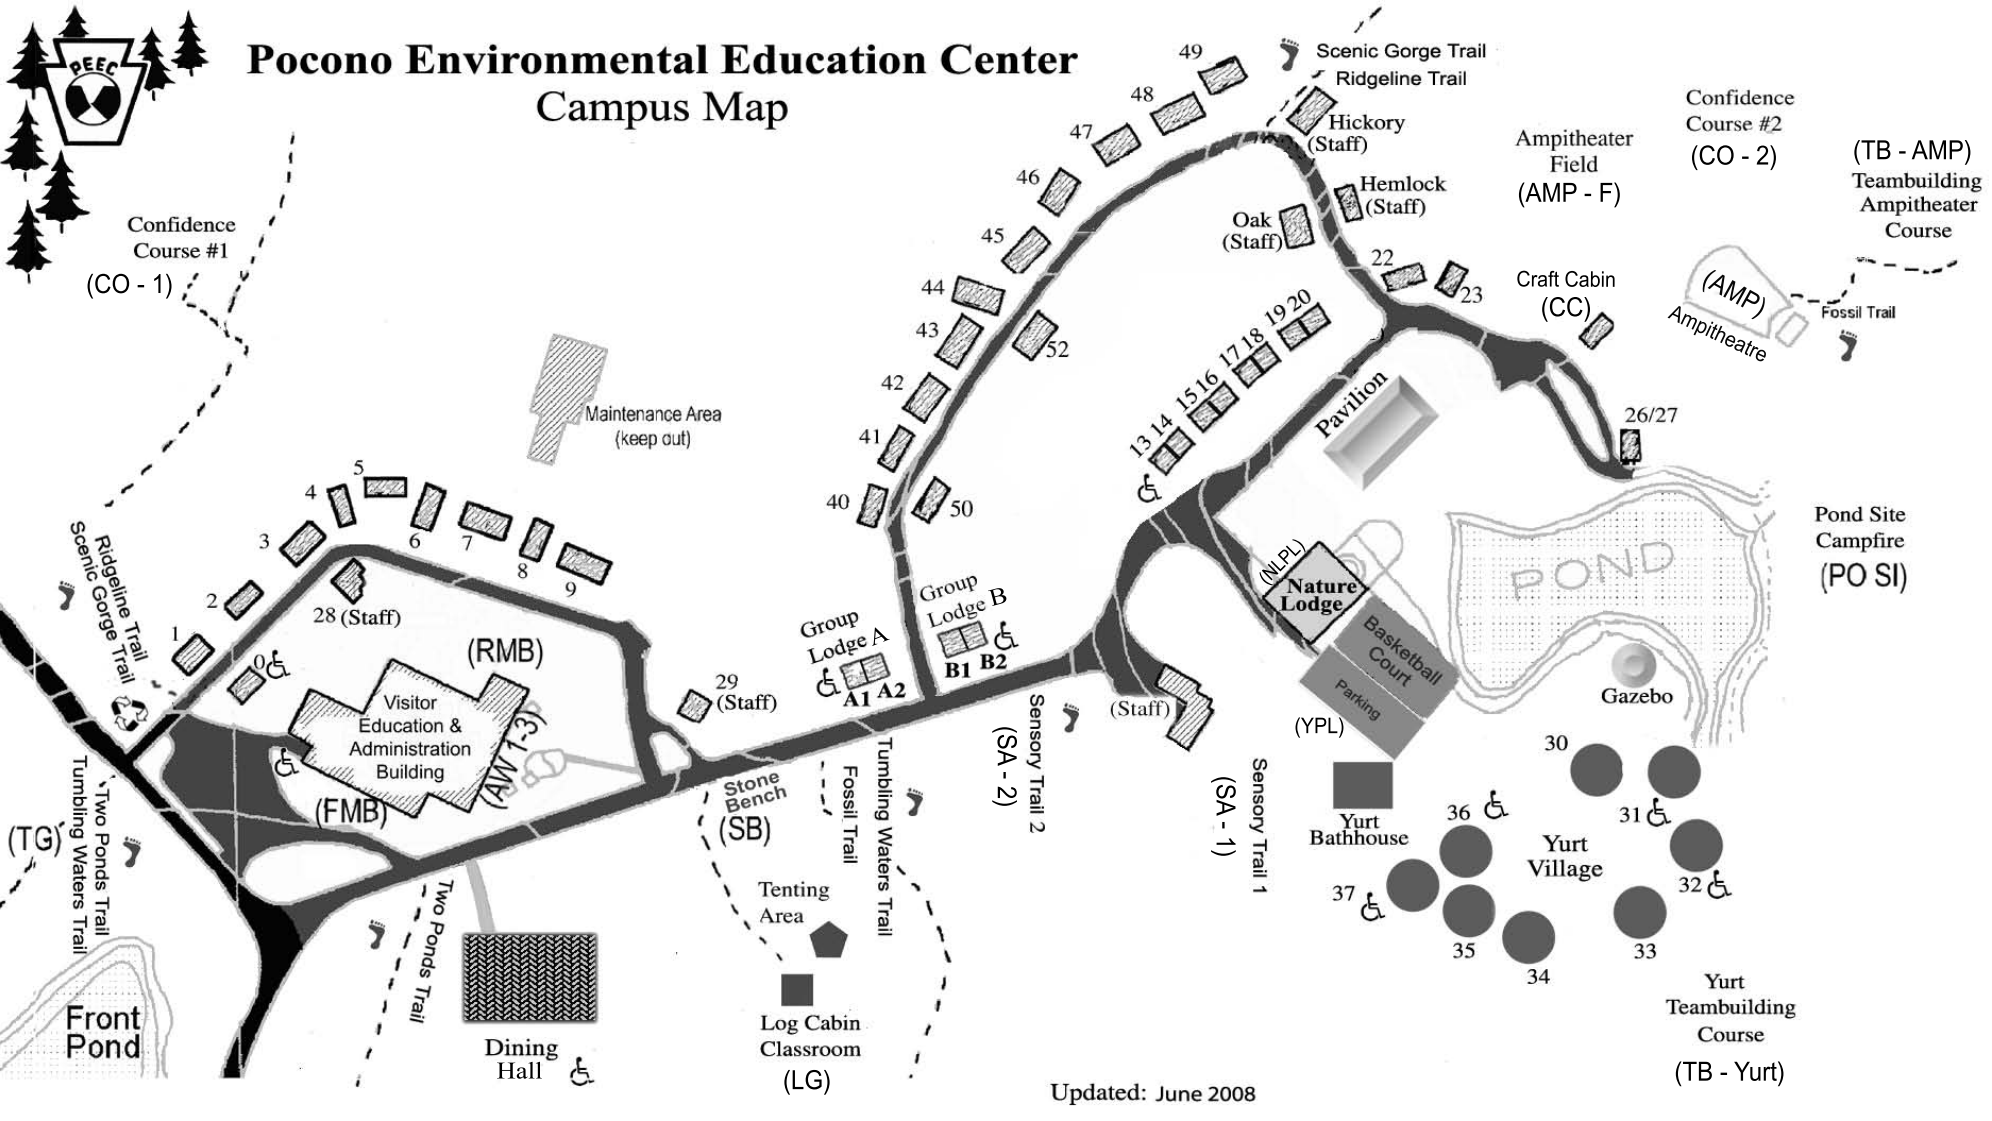 PEEC
Pocono Environmental Education Center
Campus Map
49
Scenic Gorge Trail
Ridgeline Trail
48
47
46
45
44
43
42
41
40
52
50
Hickory
(Staff)
Hemlock
(Staff)
Oak
(Staff)
22
23
Ampitheater
Field
(AMP - F)
Confidence
Course #2
(CO - 2)
(TB - AMP)
Teambuilding
Ampitheater
Course
Craft Cabin
(CC)
(AMP)
Ampitheatre
Fossil Trail
Confidence
Course #1
(CO - 1)
Maintenance Area
(keep out)
13 14
15 16
17 18
19 20
Pavilion
26/27
POND
Pond Site
Campfire
(PO SI)
Ridgeline Trail
Scenic Gorge Trail
0
1
2
3
4
5
6
7
8
9
28 (Staff)
(RMB)
Visitor
Education &
Administration
Building
(AW 1-3)
(FMB)
29
(Staff)
Group
Lodge A
A1 A2
Group
Lodge B
B1 B2
(NLPL)
Nature
Lodge
Basketball
Court
Parking
(YPL)
(Staff)
Gazebo
Sensory Trail 2
(SA - 2)
Sensory Trail 1
(SA - 1)
Stone
Bench
(SB)
Fossil Trail
Tumbling Waters Trail
(TG)
Two Ponds Trail
Tumbling Waters Trail
Two Ponds Trail
Front
Pond
Dining
Hall
Tenting
Area
Log Cabin
Classroom
(LG)
Yurt
Bathhouse
Yurt
Village
30
31
32
33
34
35
36
37
Yurt
Teambuilding
Course
(TB - Yurt)
Updated: June 2008